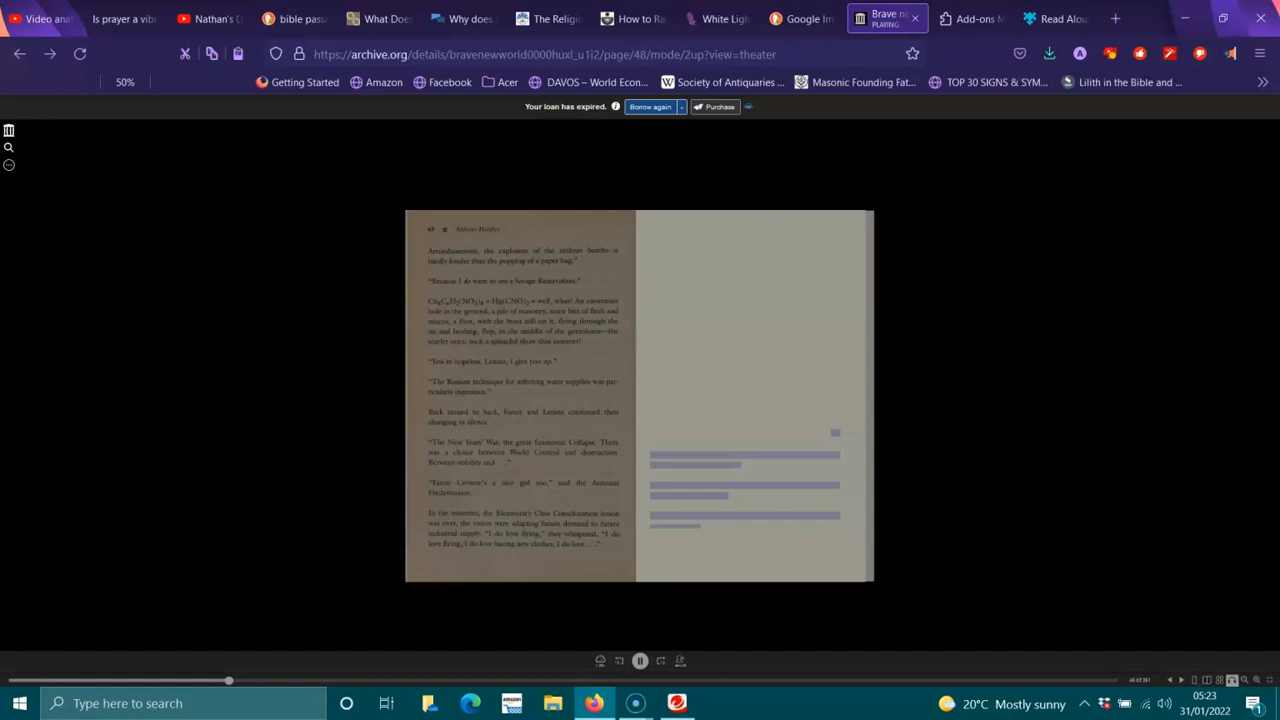 Video anal
Is prayer a vib
Nathan's O
bible pass
What Does
Why does
The Religio
How to Ra
White Ligh
Google Im
Brave ne
PLAYING
Add-ons M
Read Alou
https://archive.org/details/bravenewworld0000huxl_u1i2/page/48/mode/2up?view=theater
50%
Getting Started
Amazon
Facebook
Acer
DAVOS – World Econ...
Society of Antiquaries ...
Masonic Founding Fat...
TOP 30 SIGNS & SYM...
Lilith in the Bible and ...
Your loan has expired.
Borrow again
Purchase
48 Aldous Huxley
Arrondissement, the explosion of the anthrax bombs is
hardly louder than the popping of a paper bag."
"Because I do want to see a Savage Reservation."
Ch₃C₆H₂(NO₂)₃ + Hg(CNO)₂ = well, what? An enormous
hole in the ground, a pile of masonry, some bits of flesh and
mucus, a foot, with the boot still on it, flying through the
air and landing, flop, in the middle of the geraniums—the
scarlet ones; such a splendid show that summer!
"You're hopeless, Lenina, I give you up."
"The Russian technique for infecting water supplies was par-
ticularly ingenious."
Back turned to back, Fanny and Lenina continued their
changing in silence.
"The Nine Years' War, the great Economic Collapse. There
was a choice between World Control and destruction.
Between stability and . . ."
"Fanny Crowne's a nice girl too," said the Assistant
Predestinator.
In the nurseries, the Elementary Class Consciousness lesson
was over, the voices were adapting future demand to future
industrial supply. "I do love flying," they whispered, "I do
love flying, I do love having new clothes, I do love . . ."
Type here to search
20°C Mostly sunny
05:23
31/01/2022